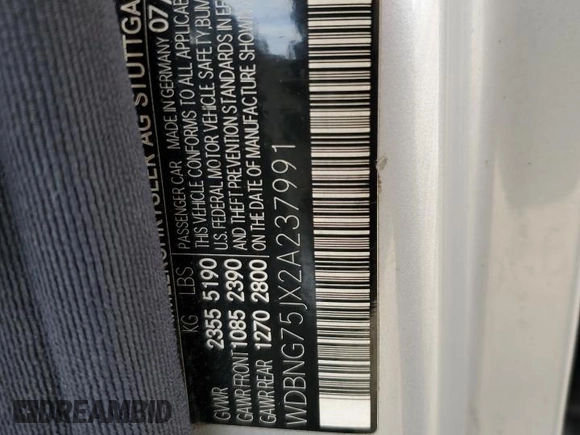 AG STUTTGA
MADE IN GERMANY 07
PASSENGER CAR
KG LBS
THIS VEHICLE CONFORMS TO ALL APPLICABLE
U.S. FEDERAL MOTOR VEHICLE SAFETY BUM
AND THEFT PREVENTION STANDARDS IN EF
ON THE DATE OF MANUFACTURE SHOWN
GVWR 2355 5190
GAWR FRONT 1085 2390
GAWR REAR 1270 2800
WDBNG75JX2A237991
DREAMBID